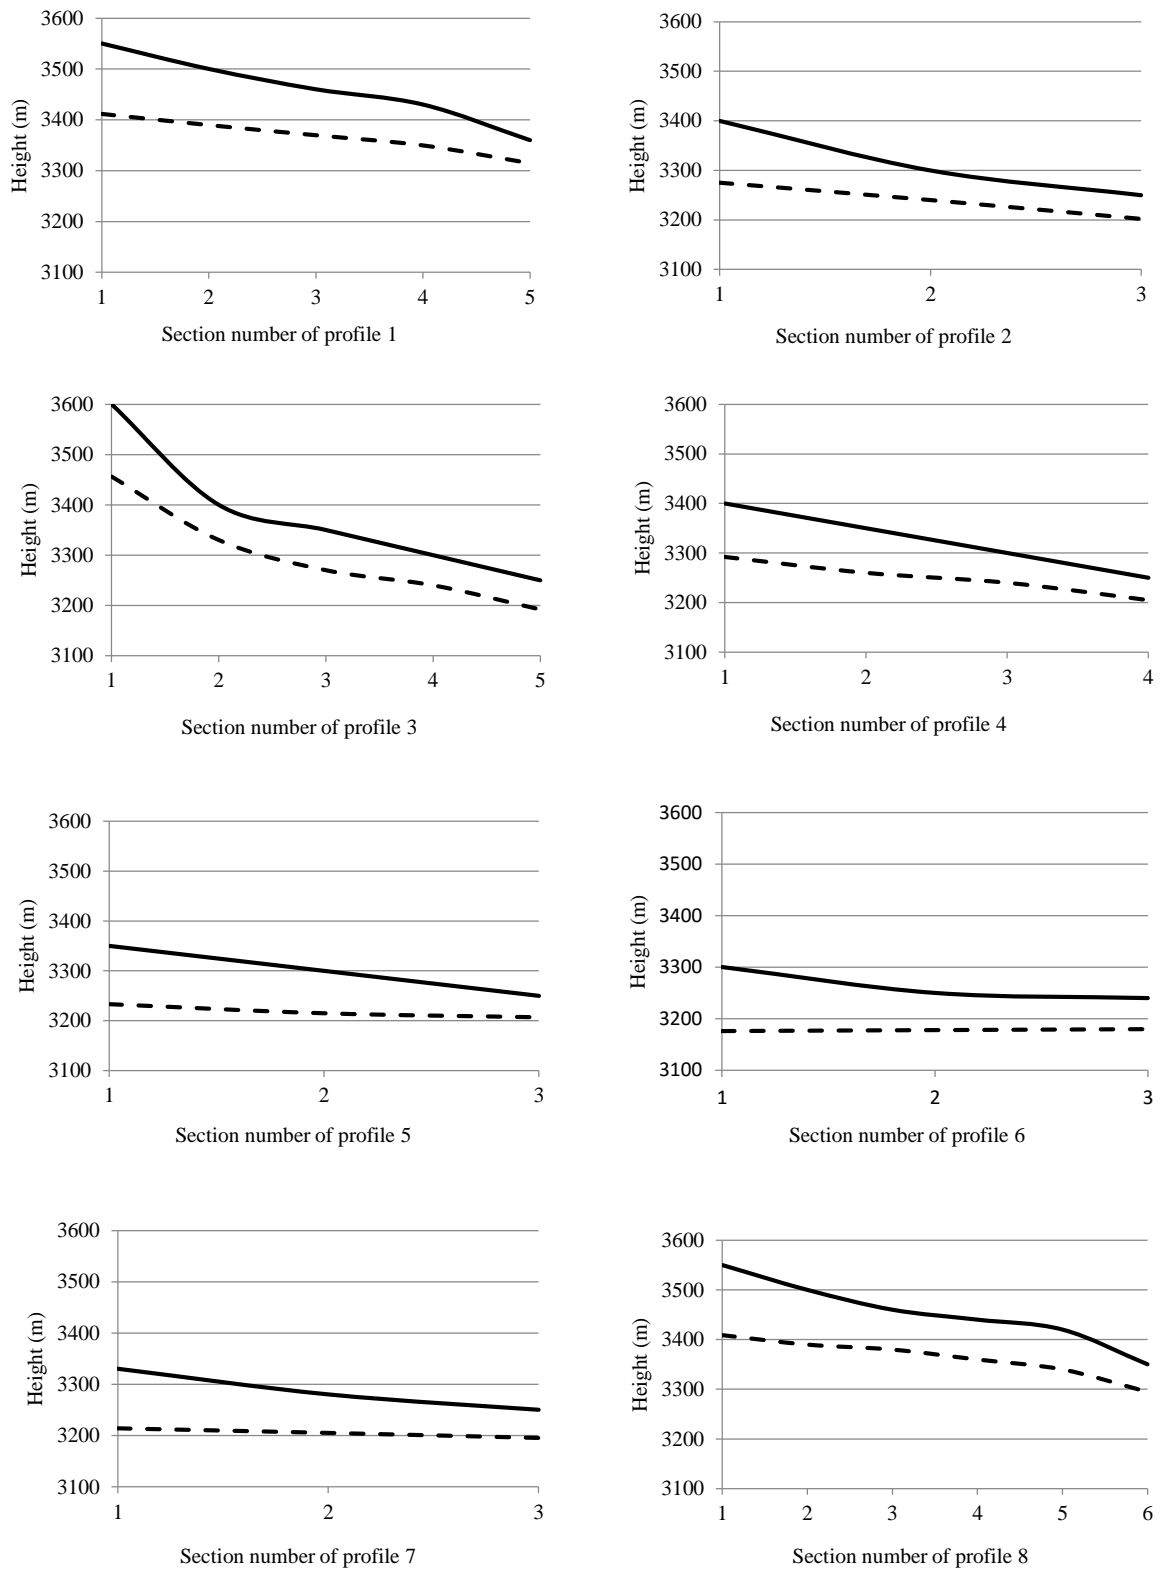 3600
3500
3400
3300
3200
3100
Height (m)
1 2 3 4 5
Section number of profile 1
3600
3500
3400
3300
3200
3100
Height (m)
1 2 3
Section number of profile 2
3600
3500
3400
3300
3200
3100
Height (m)
1 2 3 4 5
Section number of profile 3
3600
3500
3400
3300
3200
3100
Height (m)
1 2 3 4
Section number of profile 4
3600
3500
3400
3300
3200
3100
Height (m)
1 2 3
Section number of profile 5
3600
3500
3400
3300
3200
3100
Height (m)
1 2 3
Section number of profile 6
3600
3500
3400
3300
3200
3100
Height (m)
1 2 3
Section number of profile 7
3600
3500
3400
3300
3200
3100
Height (m)
1 2 3 4 5 6
Section number of profile 8